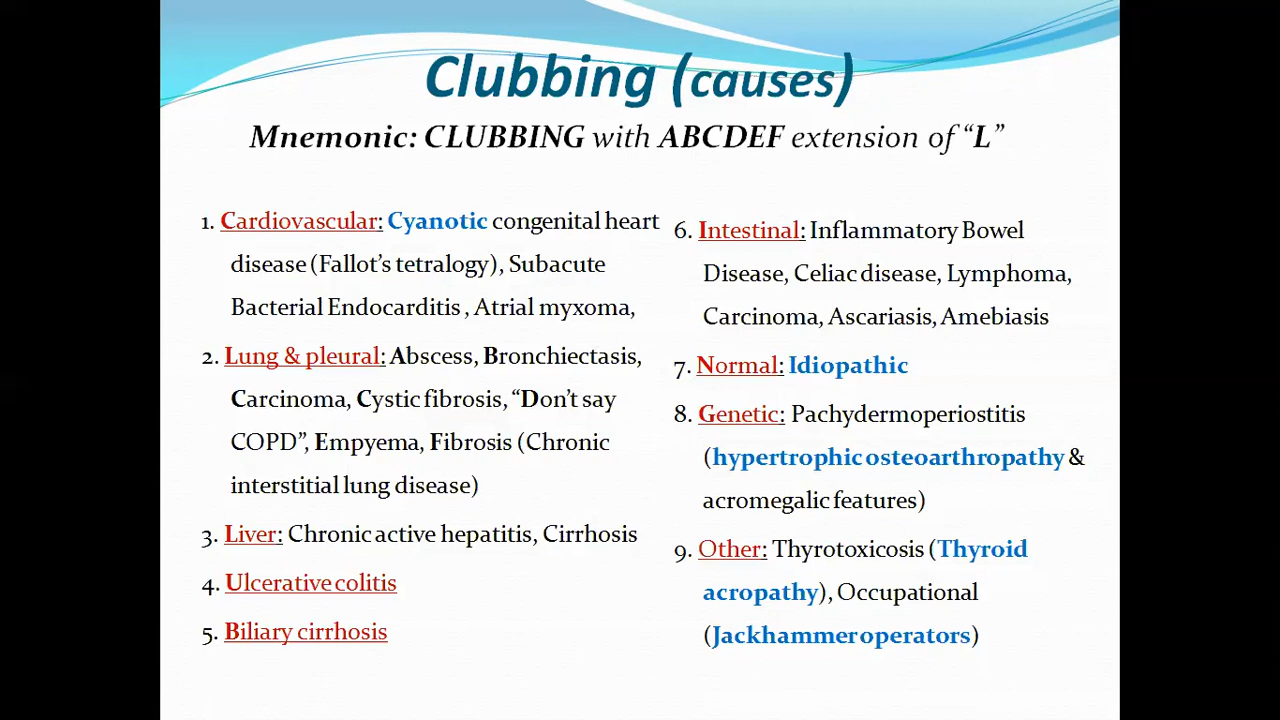 Clubbing (causes)
Mnemonic: CLUBBING with ABCDEF extension of “L”
1. Cardiovascular: Cyanotic congenital heart
disease (Fallot’s tetralogy), Subacute
Bacterial Endocarditis , Atrial myxoma,
2. Lung & pleural: Abscess, Bronchiectasis,
Carcinoma, Cystic fibrosis, “Don’t say
COPD”, Empyema, Fibrosis (Chronic
interstitial lung disease)
3. Liver: Chronic active hepatitis, Cirrhosis
4. Ulcerative colitis
5. Biliary cirrhosis
6. Intestinal: Inflammatory Bowel
Disease, Celiac disease, Lymphoma,
Carcinoma, Ascariasis, Amebiasis
7. Normal: Idiopathic
8. Genetic: Pachydermoperiostitis
(hypertrophic osteoarthropathy &
acromegalic features)
9. Other: Thyrotoxicosis (Thyroid
acropathy), Occupational
(Jackhammer operators)